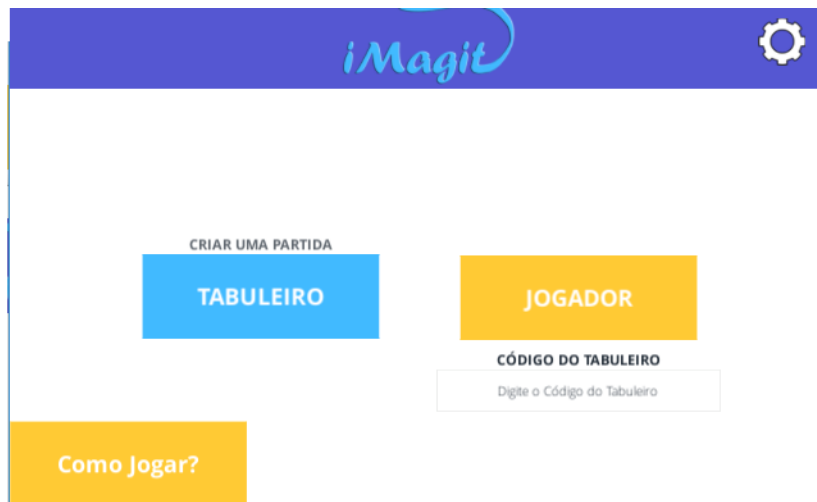 iMagit
CRIAR UMA PARTIDA
TABULEIRO
JOGADOR
CÓDIGO DO TABULEIRO
Digite o Código do Tabuleiro
Como Jogar?